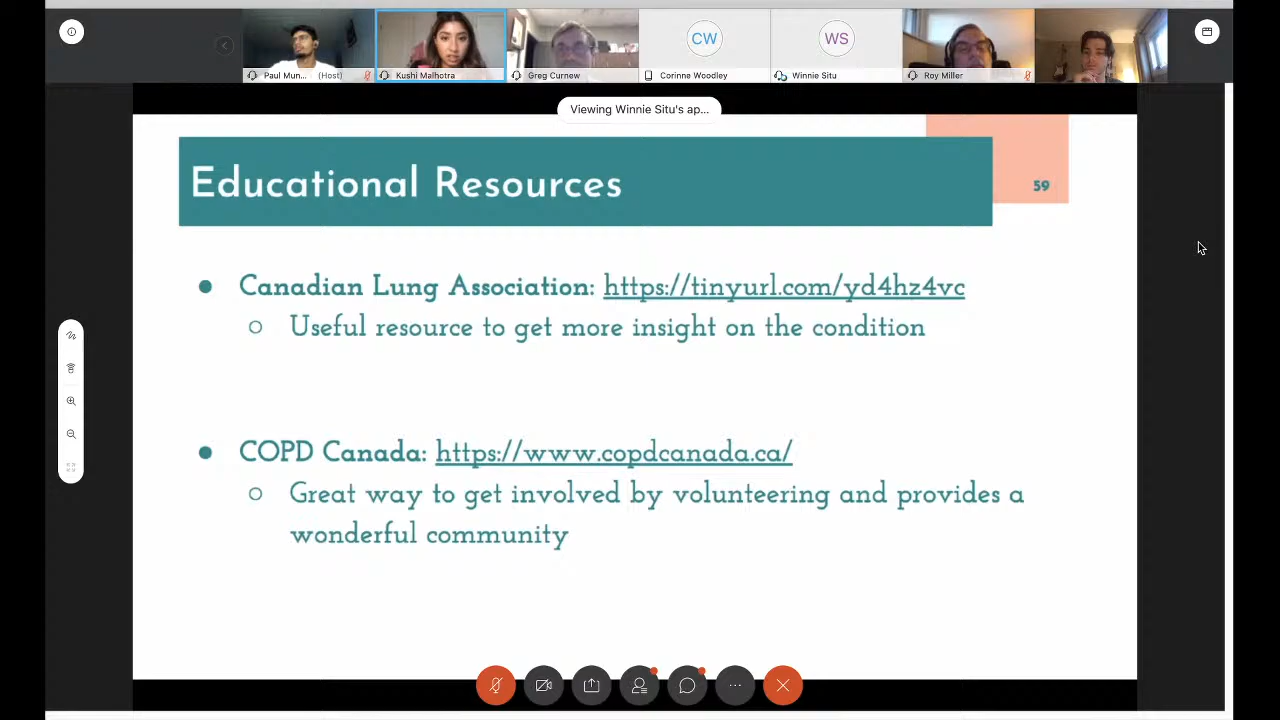 CW
WS
Paul Mun... (Host)
Kushi Malhotra
Greg Curnew
Corinne Woodley
Winnie Situ
Roy Miller
Viewing Winnie Situ's ap...
Educational Resources
59
● Canadian Lung Association: https://tinyurl.com/yd4hz4vc
○ Useful resource to get more insight on the condition
● COPD Canada: https://www.copdcanada.ca/
○ Great way to get involved by volunteering and provides a
wonderful community